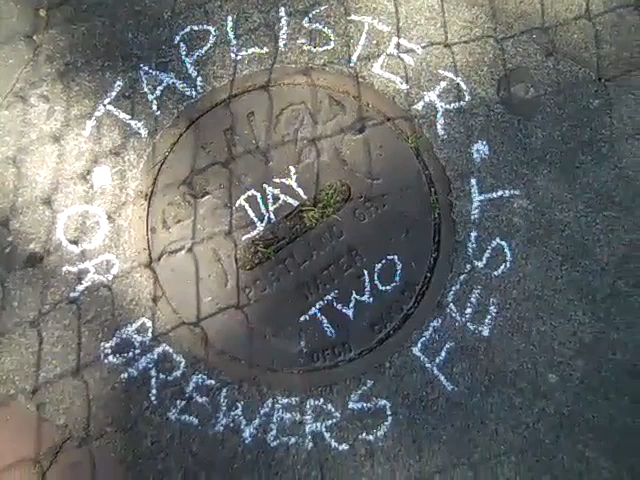 TAPLISTER
OR BREWERS FEST
DAY
TWO
PORTLAND
WATER